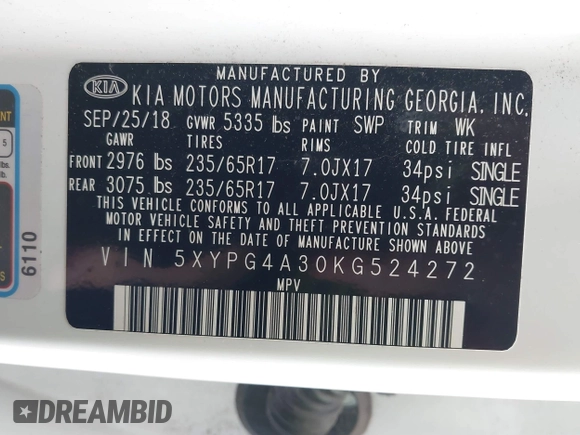 MANUFACTURED BY
KIA KIA MOTORS MANUFACTURING GEORGIA, INC.
SEP/25/18 GVWR 5335 lbs PAINT SWP TRIM WK
GAWR TIRES RIMS COLD TIRE INFL
FRONT 2976 lbs 235/65R17 7.0JX17 34psi SINGLE
REAR 3075 lbs 235/65R17 7.0JX17 34psi SINGLE
THIS VEHICLE CONFORMS TO ALL APPLICABLE U.S.A. FEDERAL
MOTOR VEHICLE SAFETY AND THEFT PREVENTION STANDARDS
IN EFFECT ON THE DATE OF MANUFACTURE SHOWN ABOVE.
VIN 5XYPG4A30KG524272
MPV
6110
5
DREAMBID